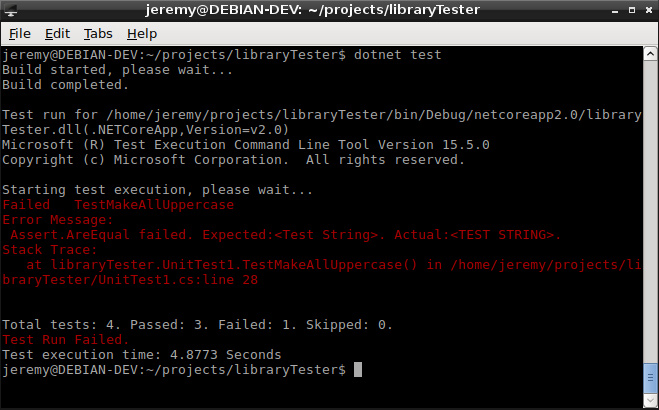 jeremy@DEBIAN-DEV: ~/projects/libraryTester
File Edit Tabs Help
jeremy@DEBIAN-DEV:~/projects/libraryTester$ dotnet test
Build started, please wait...
Build completed.
Test run for /home/jeremy/projects/libraryTester/bin/Debug/netcoreapp2.0/library
Tester.dll(.NETCoreApp,Version=v2.0)
Microsoft (R) Test Execution Command Line Tool Version 15.5.0
Copyright (c) Microsoft Corporation.  All rights reserved.
Starting test execution, please wait...
Failed   TestMakeAllUppercase
Error Message:
 Assert.AreEqual failed. Expected:<Test String>. Actual:<TEST STRING>.
Stack Trace:
   at libraryTester.UnitTest1.TestMakeAllUppercase() in /home/jeremy/projects/li
braryTester/UnitTest1.cs:line 28
Total tests: 4. Passed: 3. Failed: 1. Skipped: 0.
Test Run Failed.
Test execution time: 4.8773 Seconds
jeremy@DEBIAN-DEV:~/projects/libraryTester$